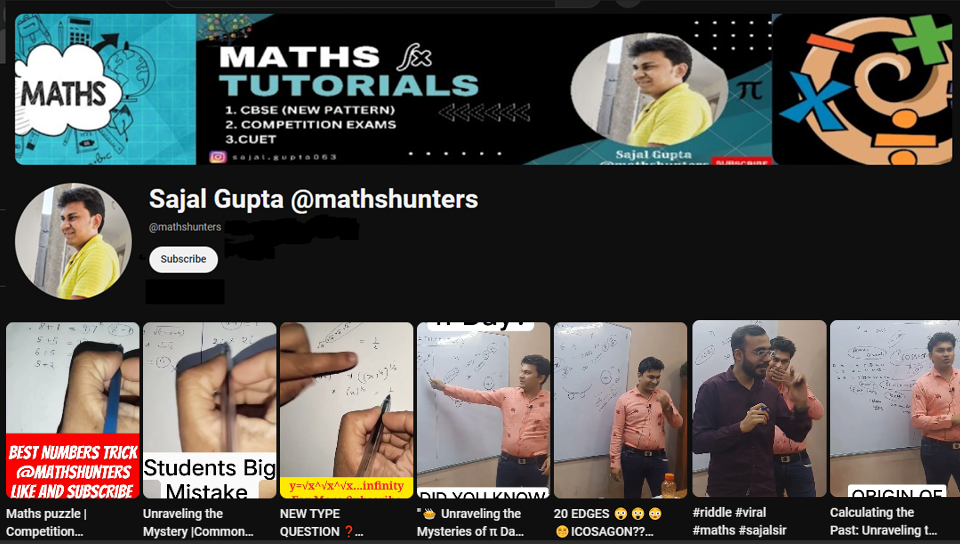 MATHS
MATHS ∫x
TUTORIALS
1. CBSE (NEW PATTERN)
2. COMPETITION EXAMS
3.CUET
sajal.gupta063
π
Sajal Gupta
@mathshunters
SUBSCRIBE
Sajal Gupta @mathshunters
@mathshunters
Subscribe
BEST NUMBERS TRICK
@MATHSHUNTERS
LIKE AND SUBSCRIBE
Maths puzzle |
Competition...
Students Big
Mistake
Unraveling the
Mystery |Common...
y=√x^√x^√x...infinity
NEW TYPE
QUESTION ❓...
DID YOU KNOW
"🥧 Unraveling the
Mysteries of π Da...
20 EDGES 😳 😳 😳
😊 ICOSAGON??...
#riddle #viral
#maths #sajalsir
ORIGIN OF
Calculating the
Past: Unraveling t...